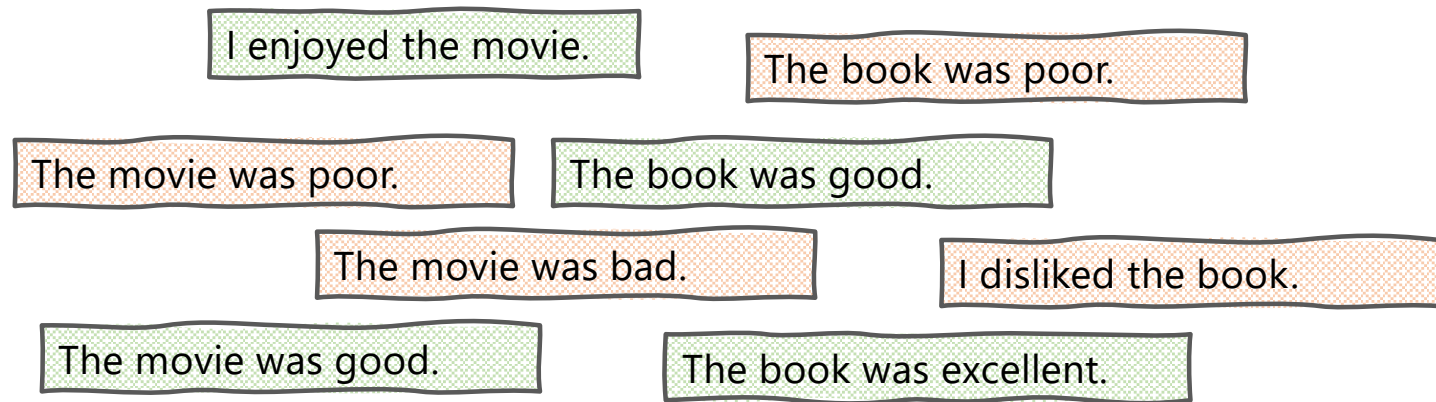 I enjoyed the movie.
The book was poor.
The movie was poor.
The book was good.
The movie was bad.
I disliked the book.
The movie was good.
The book was excellent.